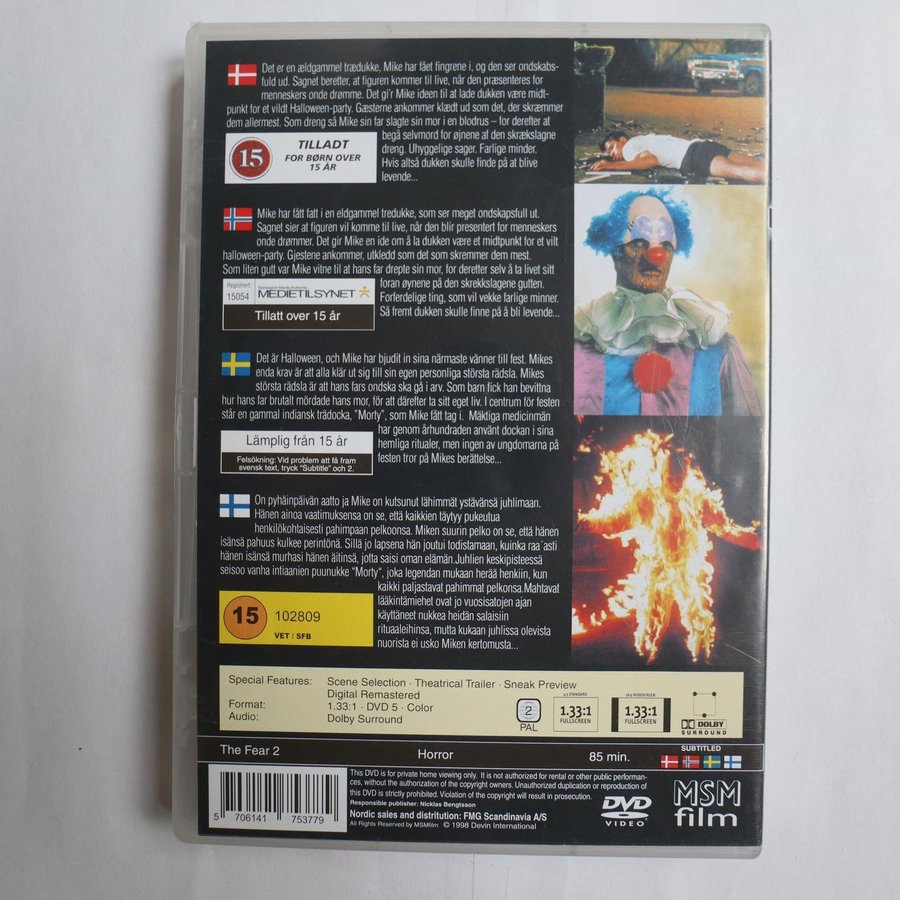 Det er en ældgammel trædukke, Mike har fået fingrene i, og den ser ondskabs-
fuld ud. Sagnet beretter, at figuren kommer til live, når den præsenteres for
menneskers onde drømme. Det gi'r Mike ideen til at lade dukken være midt-
punkt for et vildt Halloween-party. Gæsterne ankommer klædt ud som det, der skræmmer
dem allermest. Som dreng så Mike sin far slagte sin mor i en blodrus – for derefter at
begå selvmord for øjnene af den skrækslagne
dreng. Uhyggelige sager. Farlige minder.
Hvis altså dukken skulle finde på at blive
levende...
15
TILLADT
FOR BØRN OVER
15 ÅR
Mike har fått fatt i en eldgammel tredukke, som ser meget ondskapsfull ut.
Sagnet sier at figuren vil komme til live, når den blir presentert for menneskers
onde drømmer. Det gir Mike en ide om å la dukken være et midtpunkt for et vilt
halloween-party. Gjestene ankommer, utkledd som det som skremmer dem mest.
Som liten gutt var Mike vitne til at hans far drepte sin mor, for deretter selv å ta livet sitt
foran øynene på den skrekkslagene gutten.
Forferdelige ting, som vil vekke farlige minner.
Så fremt dukken skulle finne på å bli levende...
Registrert
15054
Norwegian Media Authority
MEDIETILSYNET
Tillatt over 15 år
Det är Halloween, och Mike har bjudit in sina närmaste vänner till fest. Mikes
enda krav är att alla klär ut sig till sin egen personliga största rädsla. Mikes
största rädsla är att hans fars ondska ska gå i arv. Som barn fick han bevittna
hur hans far brutalt mördade hans mor, för att därefter ta sitt eget liv. I centrum för festen
står en gammal indiansk trädocka, "Morty", som Mike fått tag i. Mäktiga medicinmän
har genom århundraden använt dockan i sina
hemliga ritualer, men ingen av ungdomarna på
festen tror på Mikes berättelse...
Lämplig från 15 år
Felsökning: Vid problem att få fram
svensk text, tryck "Subtitle" och 2.
On pyhäinpäivän aatto ja Mike on kutsunut lähimmät ystävänsä juhlimaan.
Hänen ainoa vaatimuksensa on se, että kaikkien täytyy pukeutua
henkilökohtaisesti pahimpaan pelkoonsa. Miken suurin pelko on se, että hänen
isänsä pahuus kulkee perintönä. Sillä jo lapsena hän joutui todistamaan, kuinka raa´asti
hänen isänsä murhasi hänen äitinsä, jotta saisi oman elämän.Juhlien keskipisteessä
seisoo vanha intiaanien puunukke "Morty", joka legendan mukaan herää henkiin, kun
kaikki paljastavat pahimmat pelkonsa.Mahtavat
lääkintämiehet ovat jo vuosisatojen ajan
käyttäneet nukkea heidän salaisiin
rituaaleihinsa, mutta kukaan juhlissa olevista
nuorista ei usko Miken kertomusta...
15
102809
VET / SFB
Special Features: Scene Selection · Theatrical Trailer · Sneak Preview
Digital Remastered
Format: 1.33:1 · DVD 5 · Color
Audio: Dolby Surround
2
PAL
4:3 STANDARD
1.33:1
FULLSCREEN
16:9 WIDESCREEN
1.33:1
FULLSCREEN
DOLBY
SURROUND
The Fear 2
Horror
85 min.
SUBTITLED
This DVD is for private home viewing only. It is not authorized for rental or other public performan-
ces, without the authorization of the copyright owners. Unauthorized duplication or reproduction of
this DVD is strictly prohibited. Violation of the copyright will result in prosecution.
Responsible publisher: Nicklas Bengtsson
Nordic sales and distribution: FMG Scandinavia A/S
All Rights Reserved by MSMfilm © 1998 Devin International
DVD
VIDEO
MSM
film
5 706141 753779